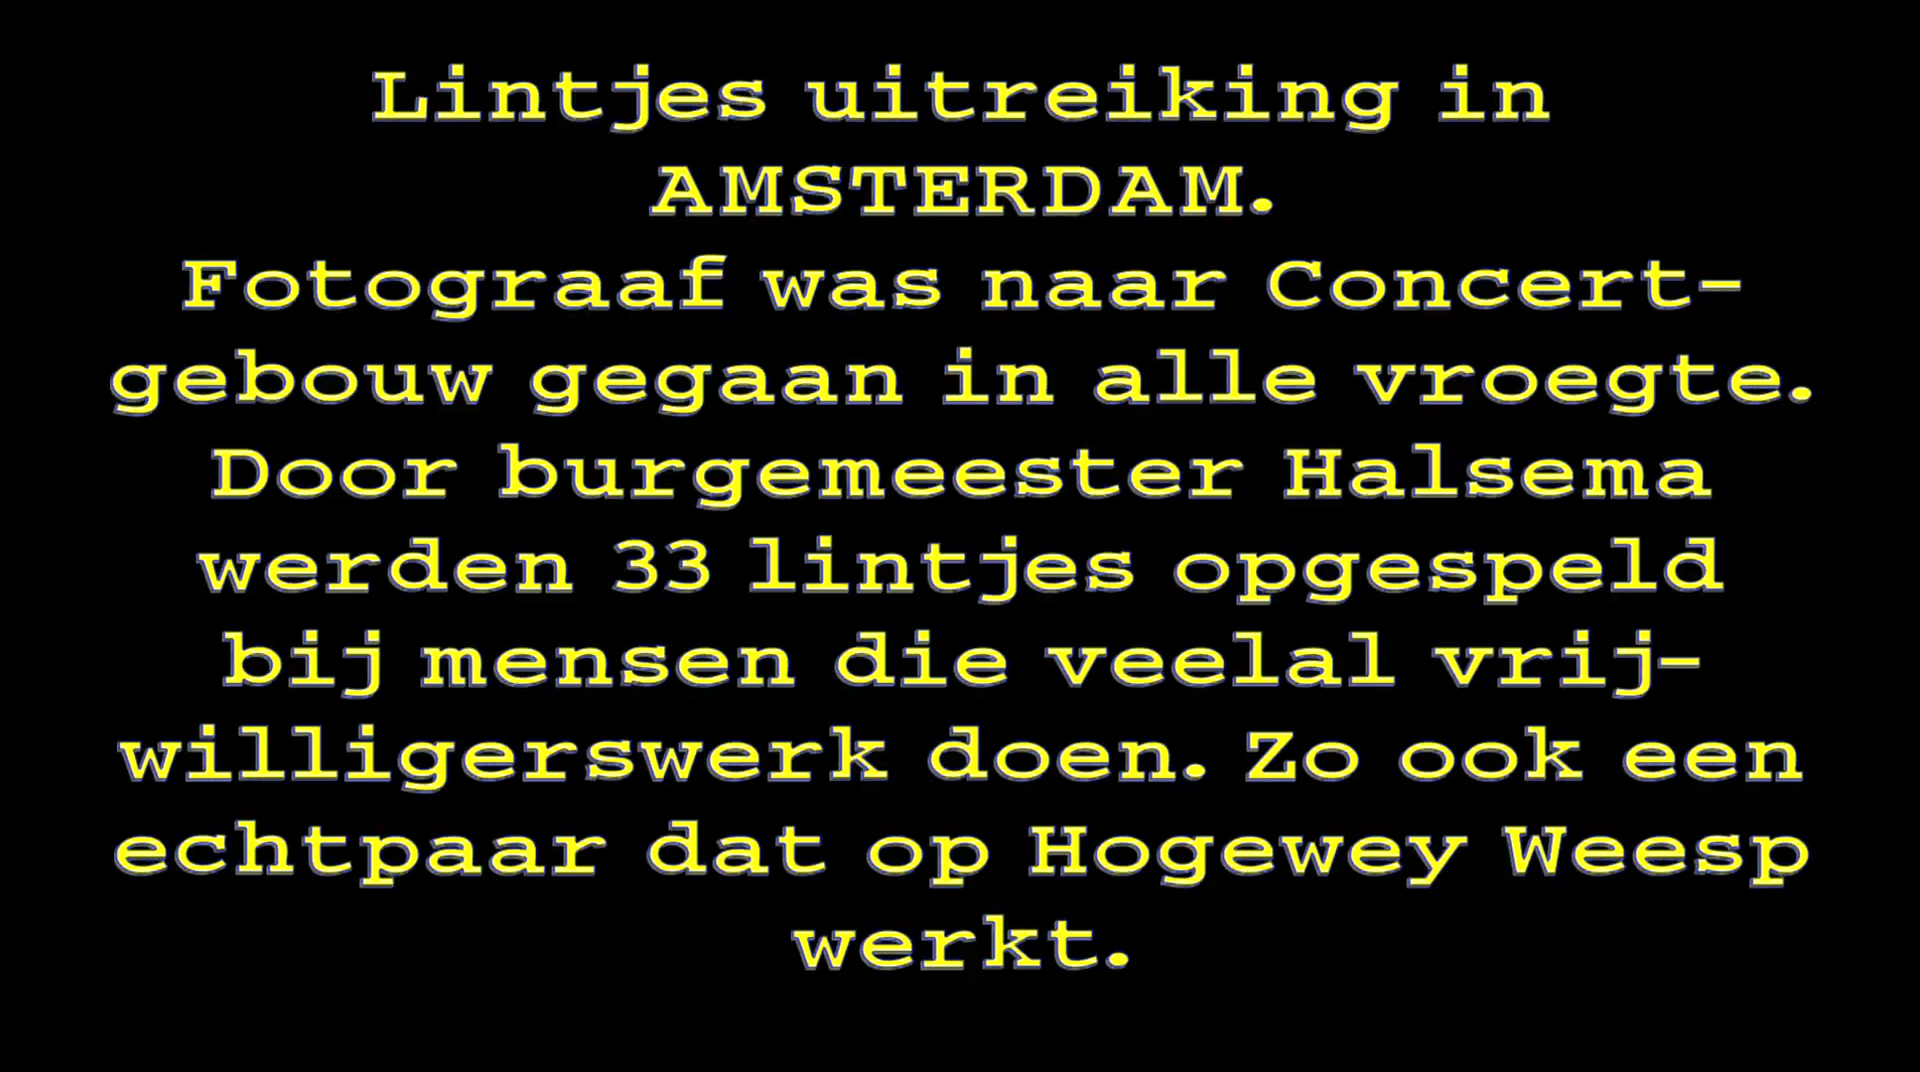 Lintjes uitreiking in
AMSTERDAM.
Fotograaf was naar Concert-
gebouw gegaan in alle vroegte.
Door burgemeester Halsema
werden 33 lintjes opgespeld
bij mensen die veelal vrij-
willigerswerk doen. Zo ook een
echtpaar dat op Hogewey Weesp
werkt.